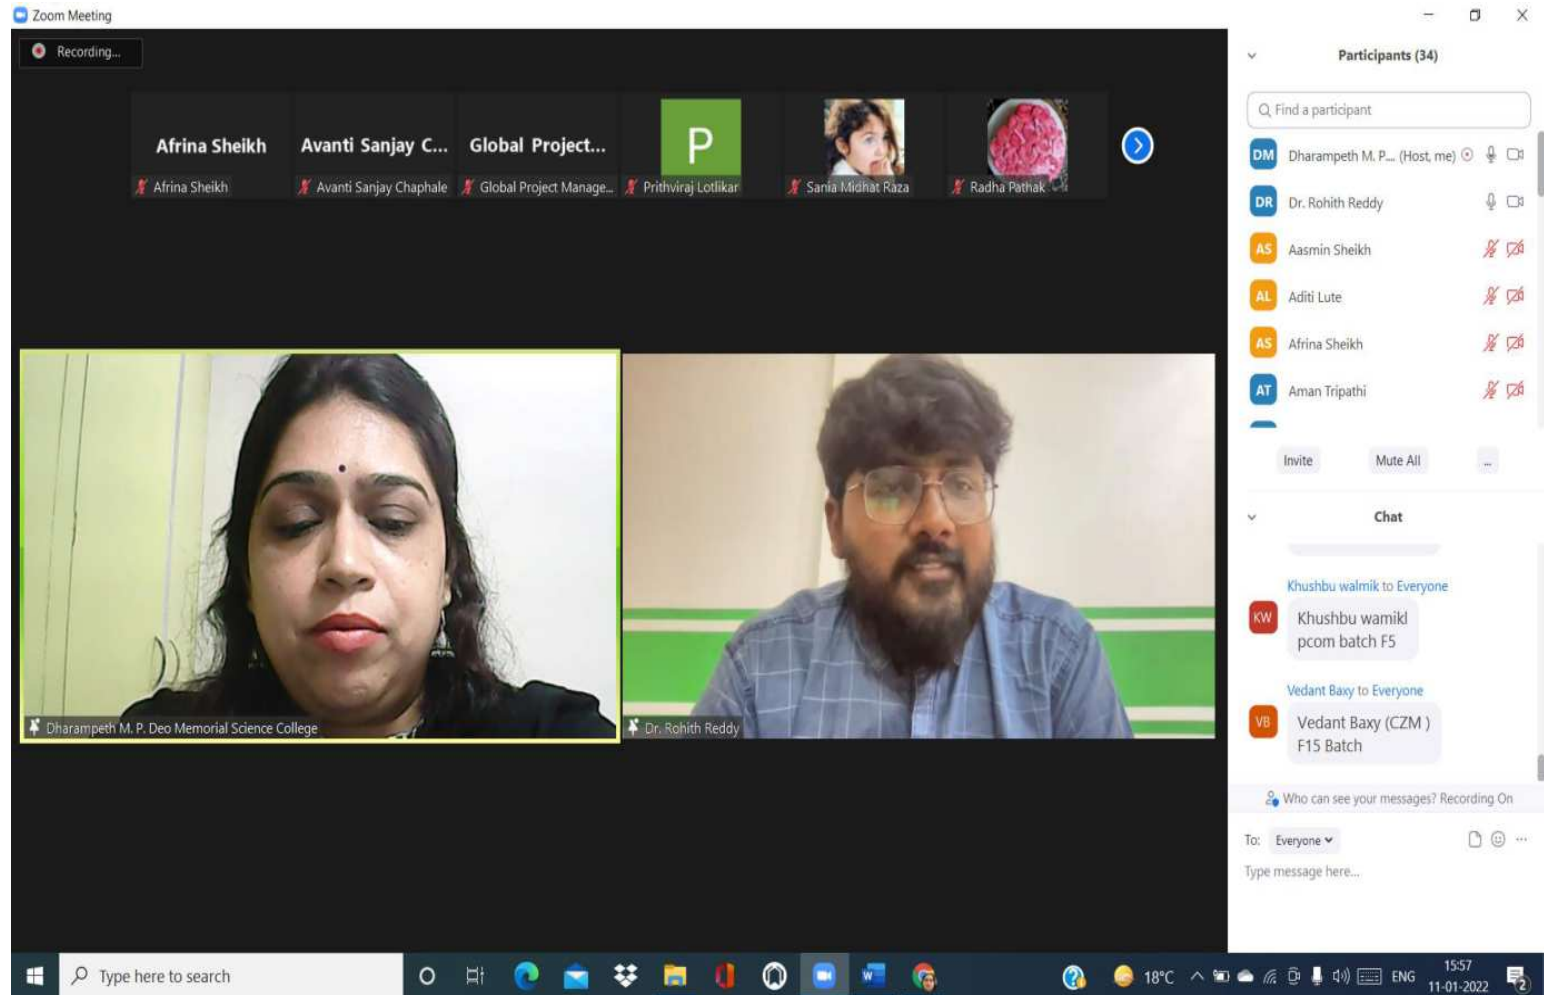 Zoom Meeting
Recording...
Afrina Sheikh
Avanti Sanjay C...
Global Project...
P
Afrina Sheikh
Avanti Sanjay Chaphale
Global Project Manage...
Prithviraj Lotlikar
Sania Midhat Raza
Radha Pathak
Dharampeth M. P. Deo Memorial Science College
Dr. Rohith Reddy
Participants (34)
Find a participant
DM Dharampeth M. P... (Host, me)
DR Dr. Rohith Reddy
AS Aasmin Sheikh
AL Aditi Lute
AS Afrina Sheikh
AT Aman Tripathi
Invite Mute All ...
Chat
Khushbu walmik to Everyone
KW Khushbu wamikl
pcom batch F5
Vedant Baxy to Everyone
VB Vedant Baxy (CZM )
F15 Batch
Who can see your messages? Recording On
To: Everyone
Type message here...
Type here to search
W
18°C
ENG
15:57
11-01-2022
2